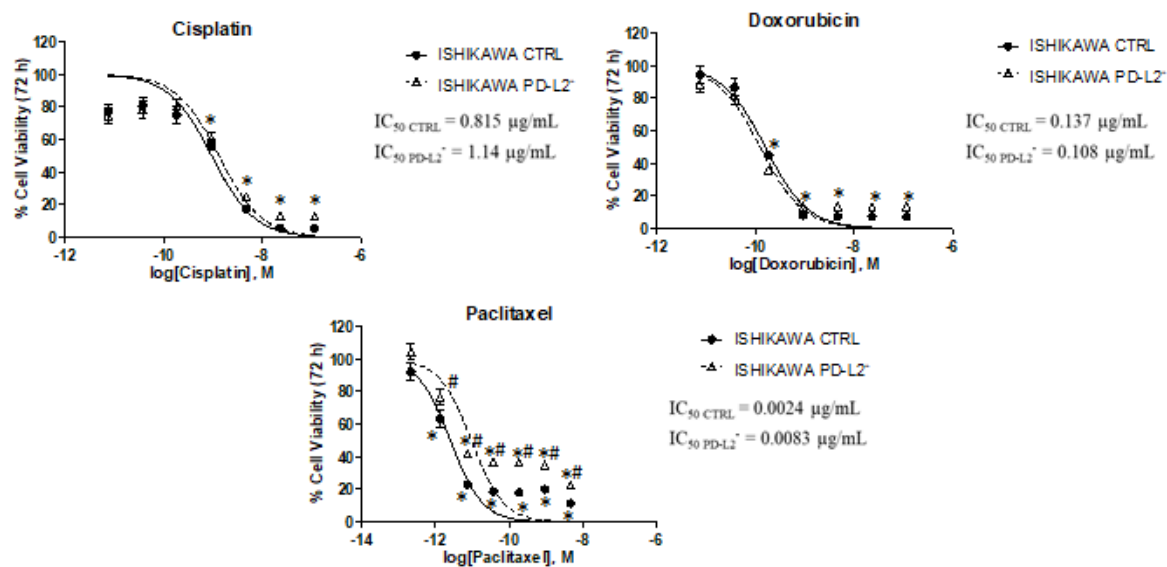 Cisplatin
% Cell Viability (72 h)
120
100
80
60
40
20
0
* * * *
-12 -10 -8 -6
log[Cisplatin], M
ISHIKAWA CTRL
ISHIKAWA PD-L2-
IC50 CTRL = 0.815 µg/mL
IC50 PD-L2- = 1.14 µg/mL
Doxorubicin
% Cell Viability (72 h)
120
100
80
60
40
20
0
* * * * *
-12 -10 -8 -6
log[Doxorubicin], M
ISHIKAWA CTRL
ISHIKAWA PD-L2-
IC50 CTRL = 0.137 µg/mL
IC50 PD-L2- = 0.108 µg/mL
Paclitaxel
% Cell Viability (72 h)
120
100
80
60
40
20
0
# *# *# *# *# *#
* * * * * *
-14 -12 -10 -8 -6
log[Paclitaxel], M
ISHIKAWA CTRL
ISHIKAWA PD-L2-
IC50 CTRL = 0.0024 µg/mL
IC50 PD-L2- = 0.0083 µg/mL